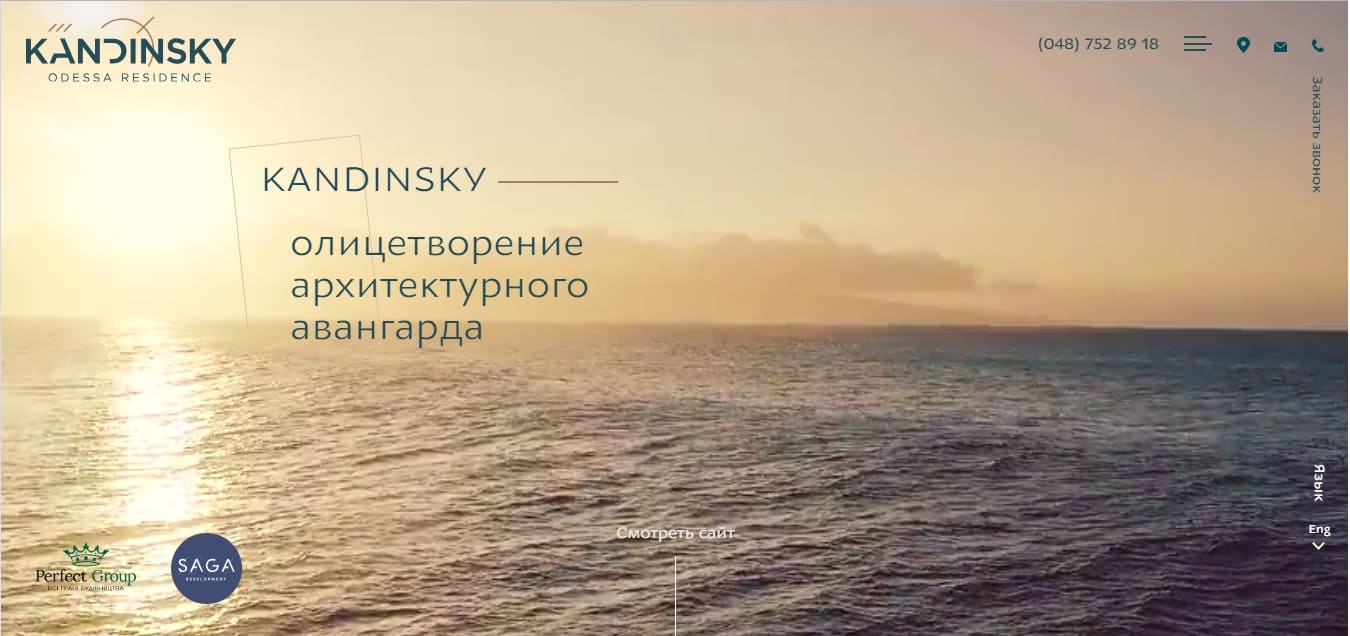 KANDINSKY
ODESSA RESIDENCE
(048) 752 89 18
Заказать звонок
KANDINSKY
олицетворение
архитектурного
авангарда
Смотреть сайт
Язык
Eng
Perfect Group
ВСІ ГРАНІ БУДІВНИЦТВА
SAGA
DEVELOPMENT